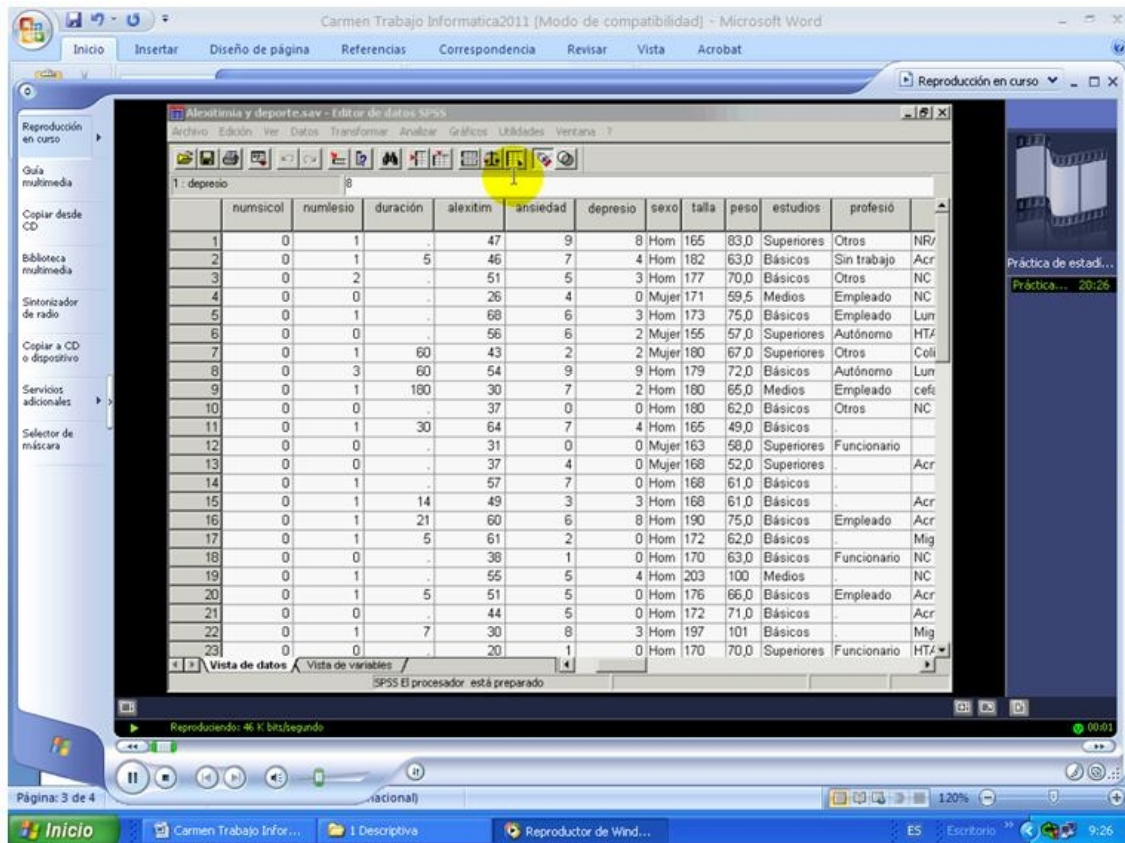 Carmen Trabajo Informatica2011 [Modo de compatibilidad] - Microsoft Word
Inicio Insertar Diseño de página Referencias Correspondencia Revisar Vista Acrobat
Reproducción en curso
Alexitimia y deporte.sav - Editor de datos SPSS
Archivo Edición Ver Datos Transformar Analizar Gráficos Utilidades Ventana ?
1 : depresio 8
numsicol numlesio duración alexitim ansiedad depresio sexo talla peso estudios profesió
1 0 1 . 47 9 8 Hom 165 83,0 Superiores Otros NR/
2 0 1 5 46 7 4 Hom 182 63,0 Básicos Sin trabajo Acr
3 0 2 . 51 5 3 Hom 177 70,0 Básicos Otros NC
4 0 0 . 26 4 0 Mujer 171 59,5 Medios Empleado NC
5 0 1 . 68 6 3 Hom 173 75,0 Básicos Empleado Lum
6 0 0 . 56 6 2 Mujer 155 57,0 Superiores Autónomo HTA
7 0 1 60 43 2 2 Mujer 180 67,0 Superiores Otros Coli
8 0 3 60 54 9 9 Hom 179 72,0 Básicos Autónomo Lum
9 0 1 180 30 7 2 Hom 180 65,0 Medios Empleado cefa
10 0 0 . 37 0 0 Hom 180 62,0 Básicos Otros NC
11 0 1 30 64 7 4 Hom 165 49,0 Básicos .
12 0 0 . 31 0 0 Mujer 163 58,0 Superiores Funcionario
13 0 0 . 37 4 0 Mujer 168 52,0 Superiores . Acr
14 0 1 . 57 7 0 Hom 168 61,0 Básicos .
15 0 1 14 49 3 3 Hom 168 61,0 Básicos . Acr
16 0 1 21 60 6 8 Hom 190 75,0 Básicos Empleado Acr
17 0 1 5 61 2 0 Hom 172 62,0 Básicos . Mig
18 0 0 . 38 1 0 Hom 170 63,0 Básicos Funcionario NC
19 0 1 . 55 5 4 Hom 203 100 Medios . NC
20 0 1 5 51 5 0 Hom 176 66,0 Básicos Empleado Acr
21 0 0 . 44 5 0 Hom 172 71,0 Básicos . Acr
22 0 1 7 30 8 3 Hom 197 101 Básicos . Mig
23 0 0 . 20 1 0 Hom 170 70,0 Superiores Funcionario HTA
Vista de datos Vista de variables
SPSS El procesador está preparado
Reproducción
en curso
Guía
multimedia
Copiar desde
CD
Biblioteca
multimedia
Sintonizador
de radio
Copiar a CD
o dispositivo
Servicios
adicionales
Selector de
máscara
Práctica de estadí...
Práctica... 20:26
Reproduciendo: 46 K bits/segundo 00:01
Página: 3 de 4 nacional) 120%
Inicio Carmen Trabajo Infor... 1 Descriptiva Reproductor de Wind... ES Escritorio 9:26